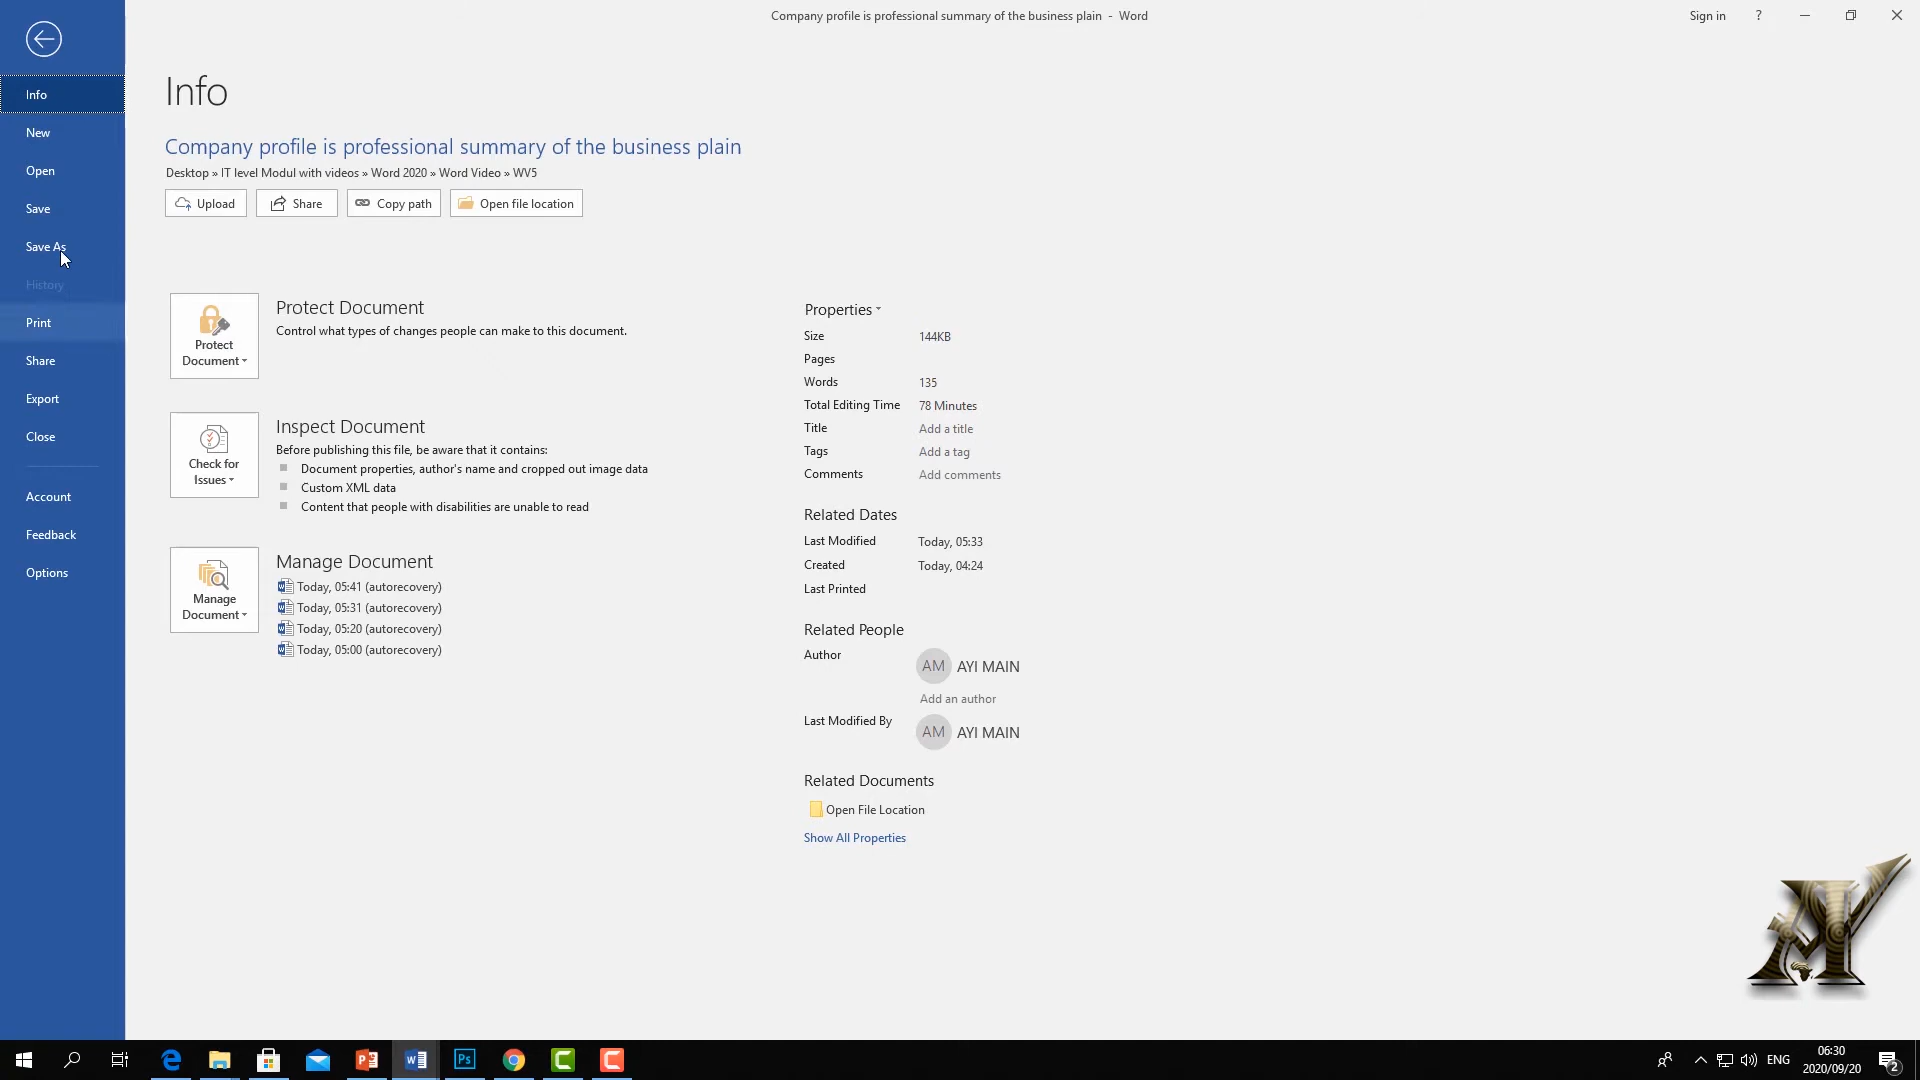 Company profile is professional summary of the business plain - Word
Sign in ?
Info
New
Open
Save
Save As
History
Print
Share
Export
Close
Account
Feedback
Options
Info
Company profile is professional summary of the business plain
Desktop » IT level Modul with videos » Word 2020 » Word Video » WV5
Upload Share Copy path Open file location
Protect Document
Protect Document
Control what types of changes people can make to this document.
Check for Issues
Inspect Document
Before publishing this file, be aware that it contains:
Document properties, author's name and cropped out image data
Custom XML data
Content that people with disabilities are unable to read
Manage Document
Manage Document
Today, 05:41 (autorecovery)
Today, 05:31 (autorecovery)
Today, 05:20 (autorecovery)
Today, 05:00 (autorecovery)
Properties
Size 144KB
Pages
Words 135
Total Editing Time 78 Minutes
Title Add a title
Tags Add a tag
Comments Add comments
Related Dates
Last Modified Today, 05:33
Created Today, 04:24
Last Printed
Related People
Author AM AYI MAIN
Add an author
Last Modified By AM AYI MAIN
Related Documents
Open File Location
Show All Properties
AY
Ps
ENG
06:30
2020/09/20
2